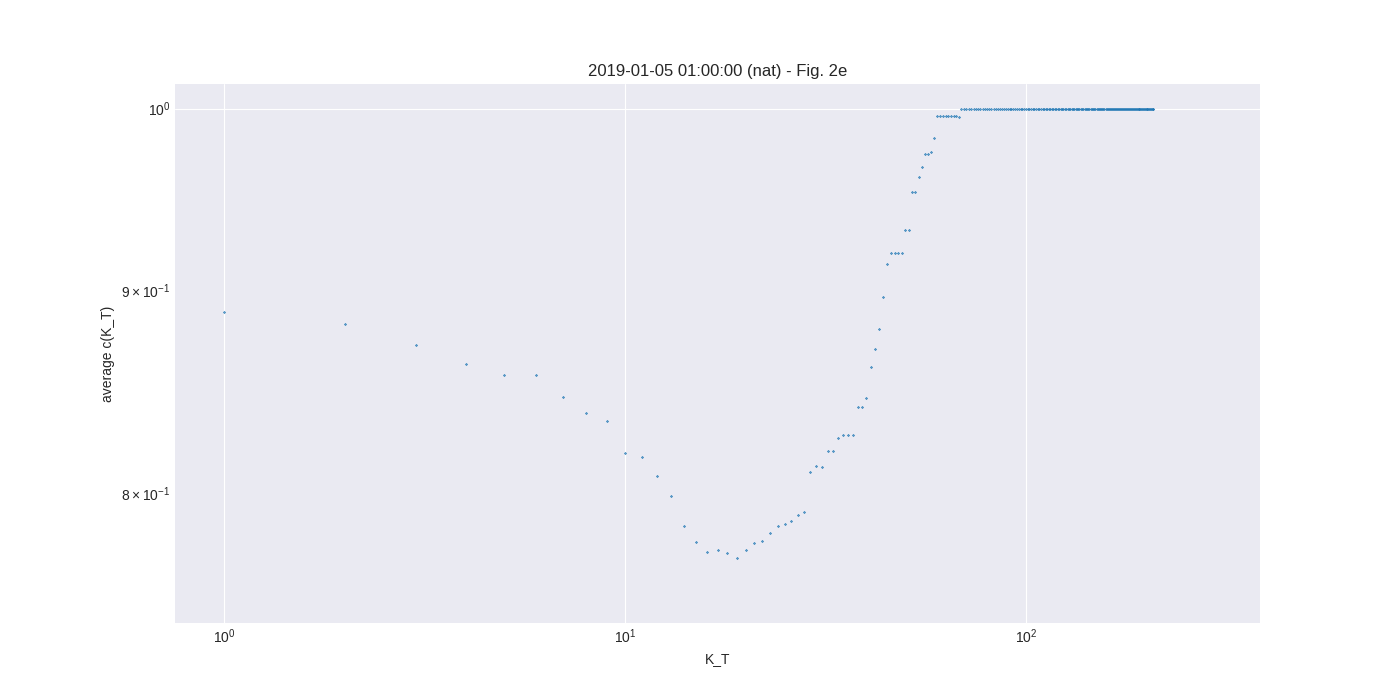 2019-01-05 01:00:00 (nat) - Fig. 2e
10⁰
9 × 10⁻¹
8 × 10⁻¹
average c(K_T)
10⁰ 10¹ 10²
K_T